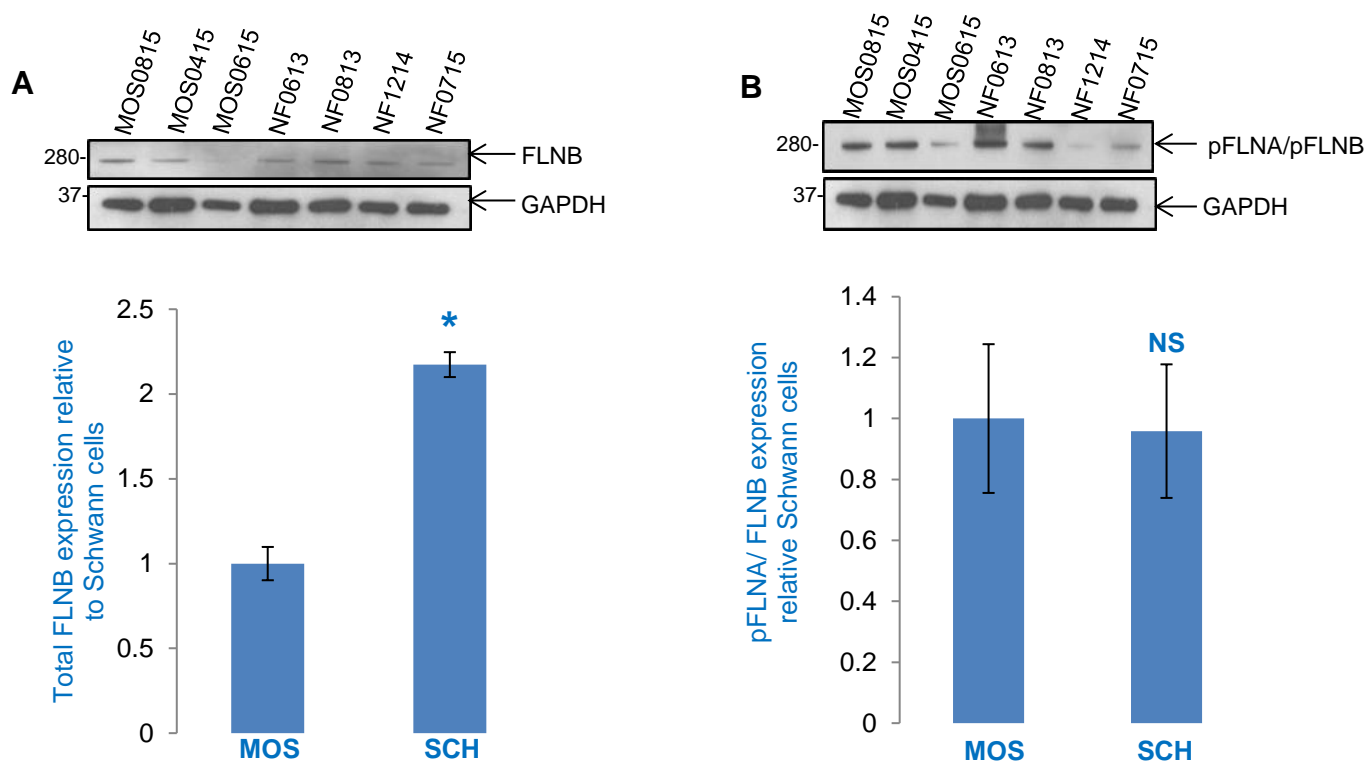 A
MOS0815
MOS0415
MOS0615
NF0613
NF0813
NF1214
NF0715
280-
FLNB
37-
GAPDH
Total FLNB expression relative
to Schwann cells
2.5
2
1.5
1
0.5
0
*
MOS
SCH
B
MOS0815
MOS0415
MOS0615
NF0613
NF0813
NF1214
NF0715
280-
pFLNA/pFLNB
37-
GAPDH
pFLNA/ FLNB expression
relative Schwann cells
1.4
1.2
1
0.8
0.6
0.4
0.2
0
NS
MOS
SCH